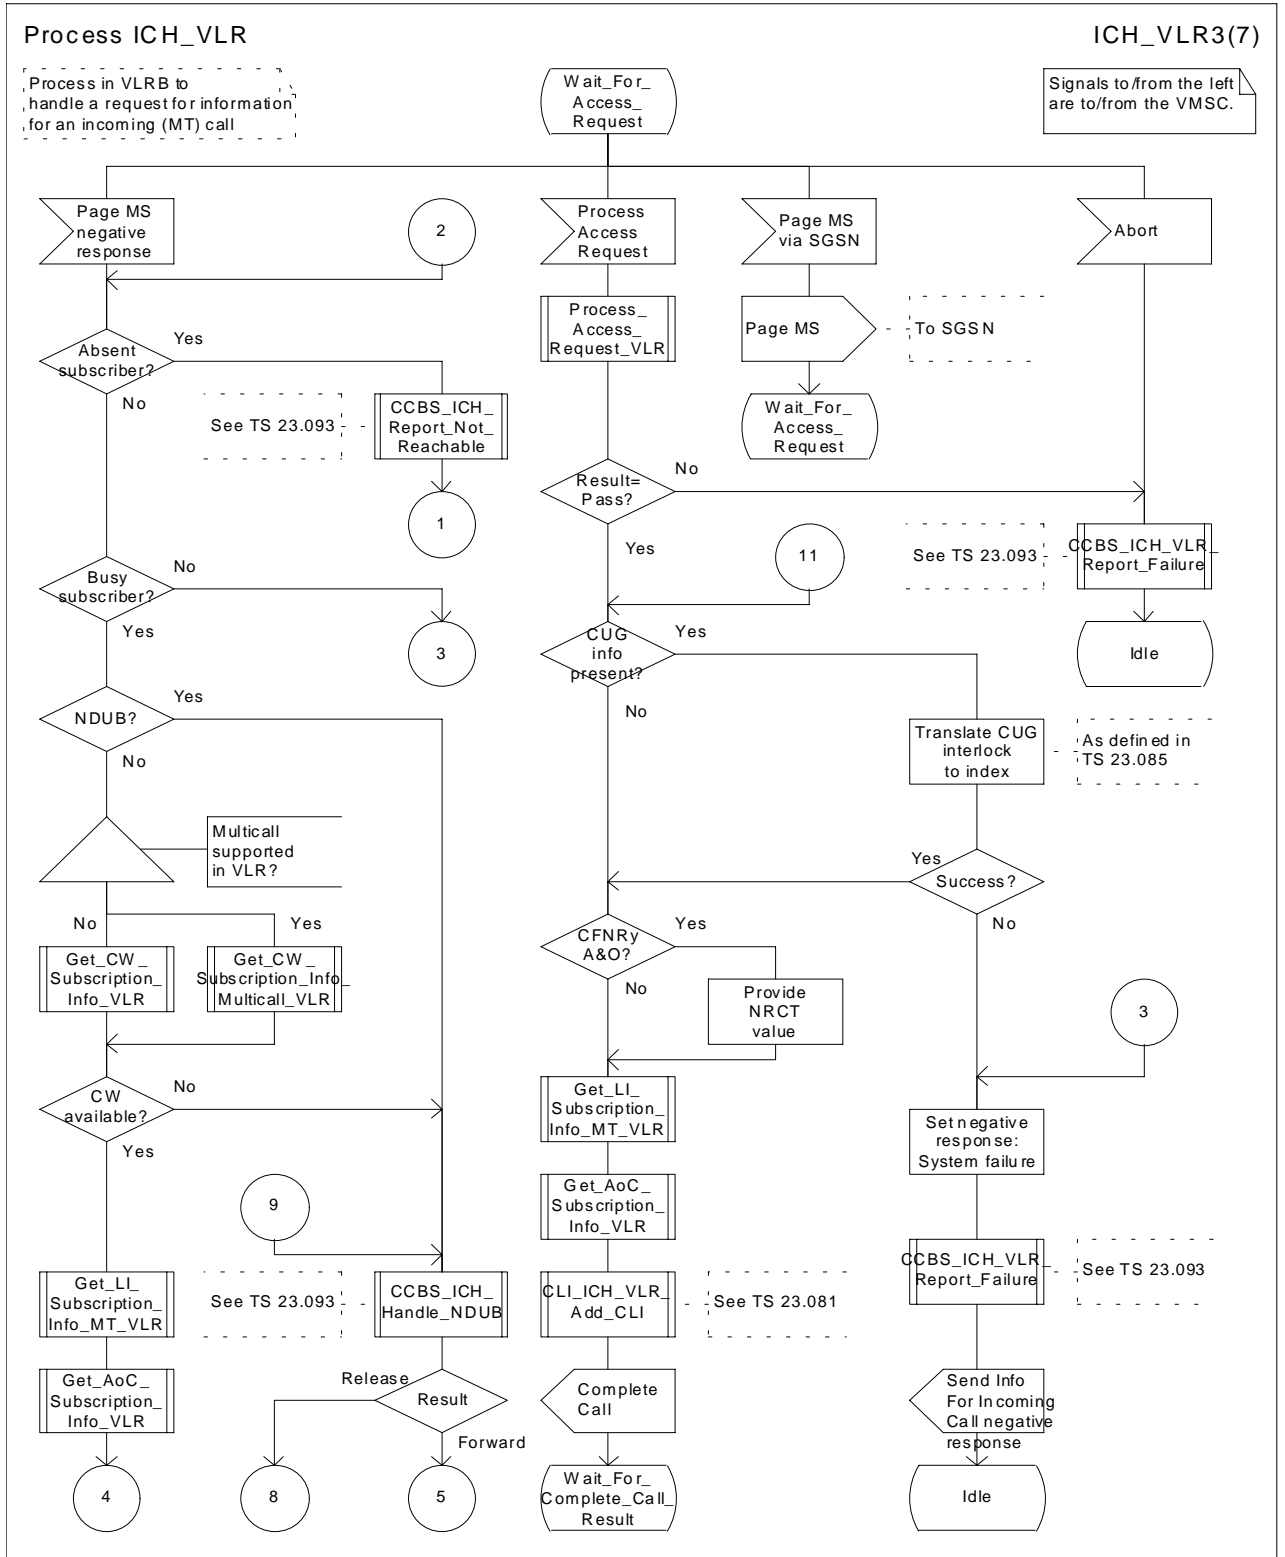 Process ICH_VLR
ICH_VLR3(7)
Process in VLRB to
handle a request for information
for an incoming (MT) call
Wait_For_
Access_
Request
Signals to/from the left
are to/from the VMSC.
Page MS
negative
response
2
Process
Access
Request
Page MS
via SGSN
Abort
Process_
Access_
Request_VLR
Page MS
To SGSN
Absent
subscriber?
Yes
No
See TS 23.093
CCBS_ICH_
Report_Not_
Reachable
Wait_For_
Access_
Request
1
Result=
Pass?
No
Yes
11
See TS 23.093
CCBS_ICH_VLR_
Report_Failure
Idle
Busy
subscriber?
No
Yes
3
CUG
info
present?
Yes
No
NDUB?
Yes
No
Translate CUG
interlock
to index
As defined in
TS 23.085
Multicall
supported
in VLR?
Yes
Success?
No
No
Yes
Get_CW_
Subscription_
Info_VLR
Get_CW_
Subscription_Info_
Multicall_VLR
CFNRy
A&O?
Yes
No
Provide
NRCT
value
3
CW
available?
No
Yes
Get_LI_
Subscription_
Info_MT_VLR
Set negative
response:
System failure
9
Get_AoC_
Subscription_
Info_VLR
Get_LI_
Subscription_
Info_MT_VLR
See TS 23.093
CCBS_ICH_
Handle_NDUB
CLI_ICH_VLR_
Add_CLI
See TS 23.081
CCBS_ICH_VLR_
Report_Failure
See TS 23.093
Get_AoC_
Subscription_
Info_VLR
Release
Result
Forward
Complete
Call
Send Info
For Incoming
Call negative
response
4
8
5
Wait_For_
Complete_Call_
Result
Idle